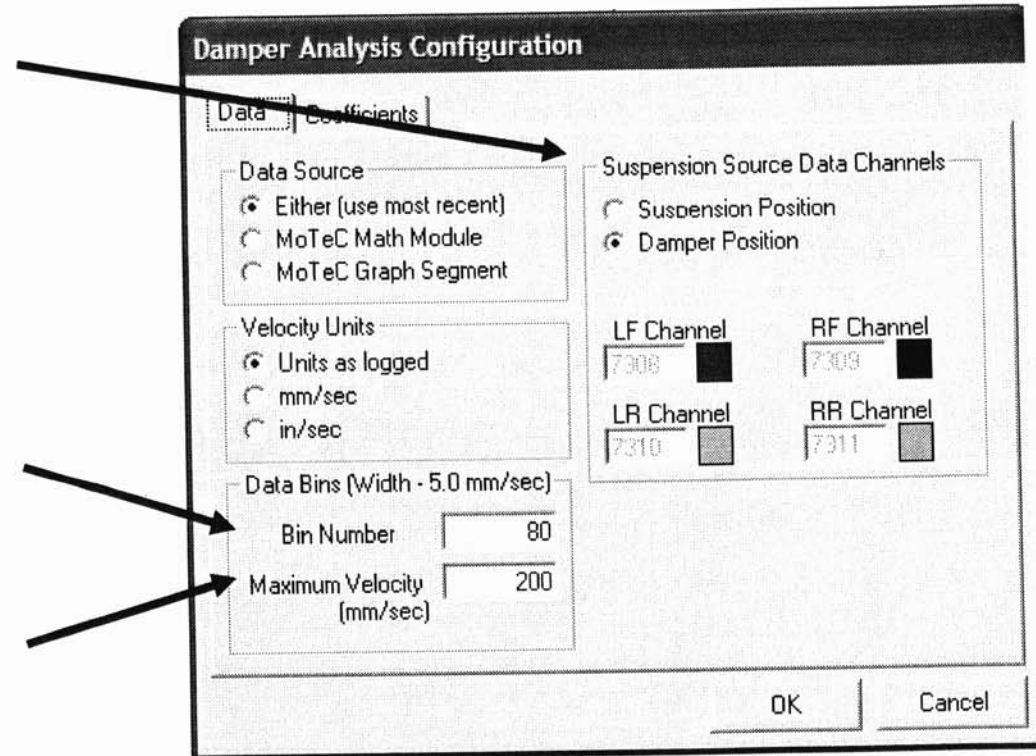 Damper Analysis Configuration
Data
Coefficients
Data Source
Either (use most recent)
MoTeC Math Module
MoTeC Graph Segment
Velocity Units
Units as logged
mm/sec
in/sec
Data Bins (Width - 5.0 mm/sec)
Bin Number 80
Maximum Velocity 200
(mm/sec)
Suspension Source Data Channels
Suspension Position
Damper Position
LF Channel RF Channel
7308 7309
LR Channel RR Channel
7310 7311
OK Cancel